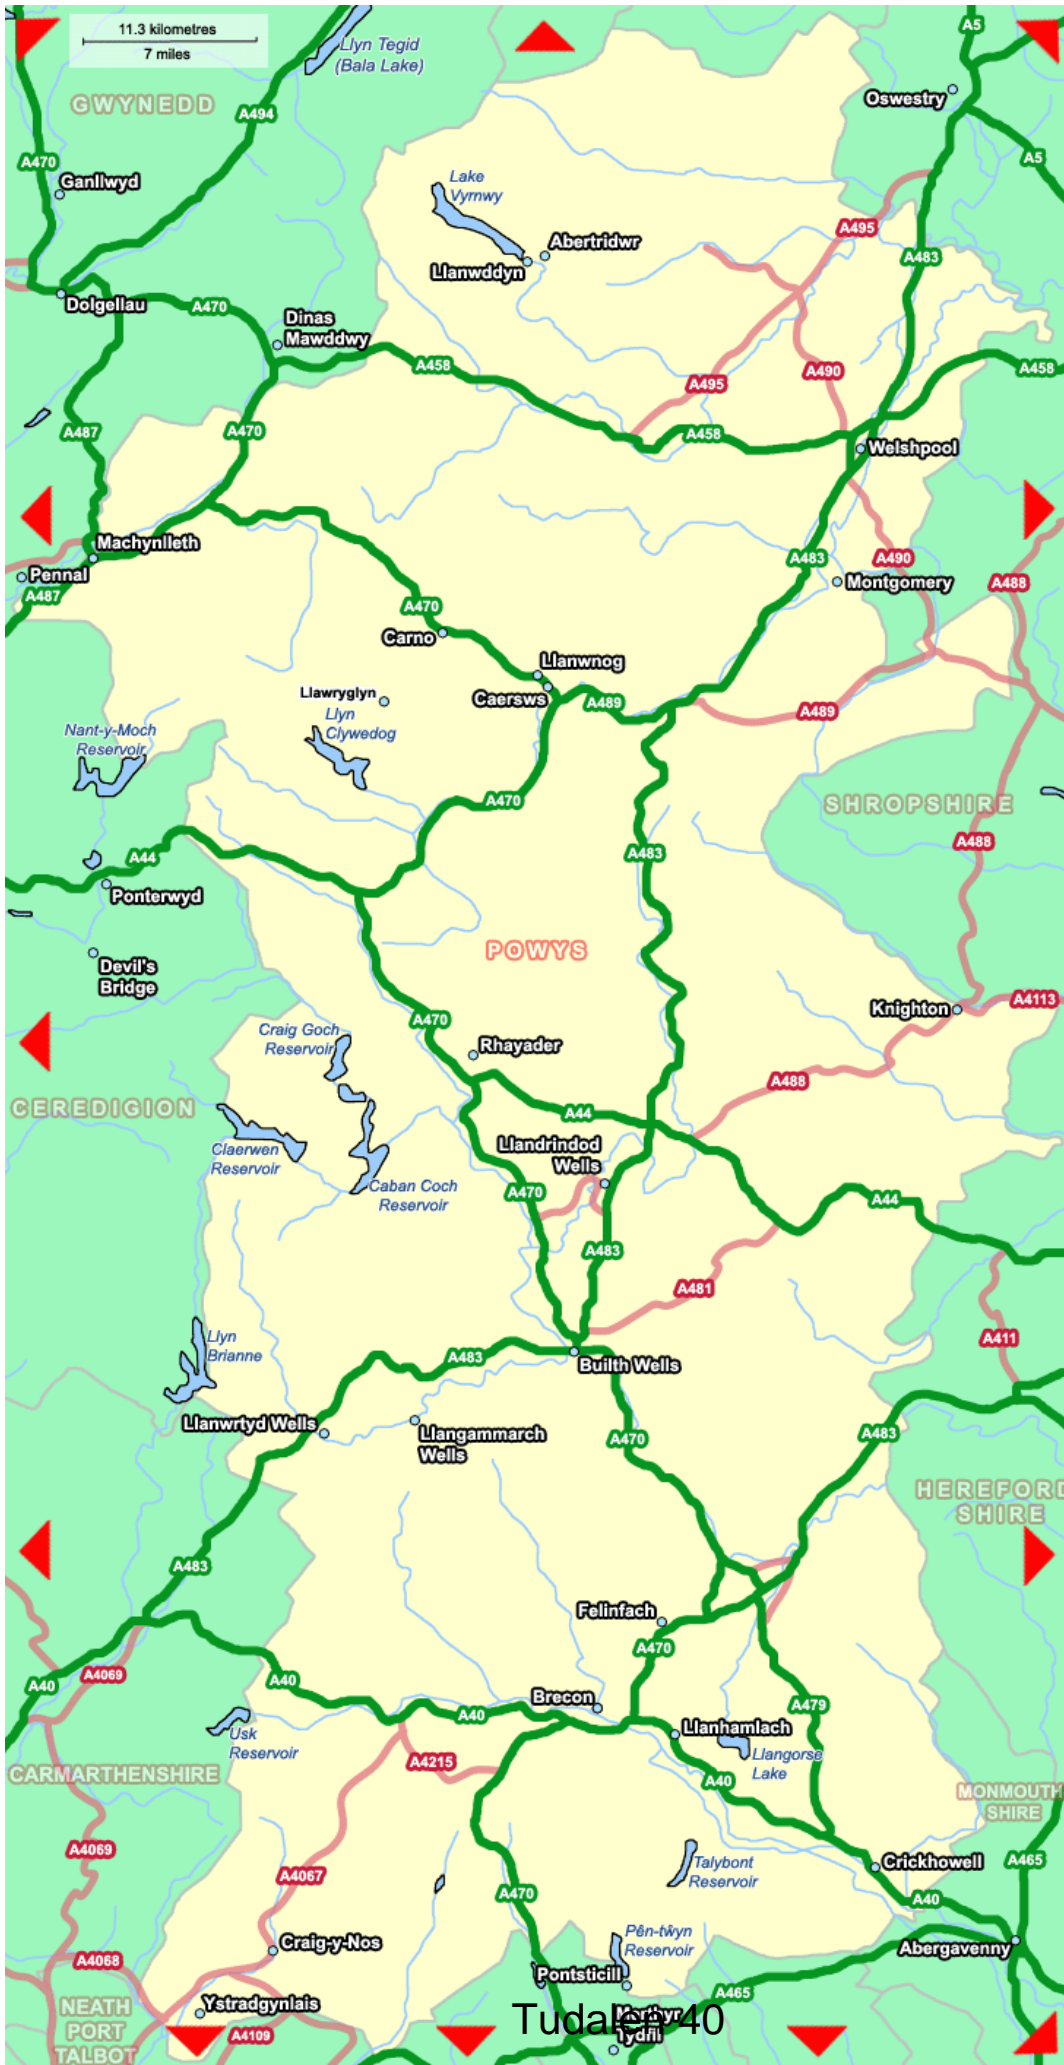 11.3 kilometres
7 miles
Llyn Tegid
(Bala Lake)
A5
GWYNEDD
A494
Oswestry
A470
A5
Ganllwyd
Lake
Vyrnwy
A495
Abertridwr
A483
Llanwddyn
Dolgellau
A470
Dinas
Mawddwy
A458
A490
A458
A495
A487
A470
A458
Welshpool
Machynlleth
A483
A490
Pennal
Montgomery
A488
A487
A470
Carno
Llanwnog
Llawryglyn
Caersws
A489
A489
Llyn
Clywedog
Nant-y-Moch
Reservoir
A470
SHROPSHIRE
A488
A44
A483
Ponterwyd
POWYS
Devil's
Bridge
A4113
Knighton
A470
Craig Goch
Reservoir
Rhayader
A488
CEREDIGION
A44
Claerwen
Reservoir
Llandrindod
Wells
Caban Coch
Reservoir
A470
A44
A483
A481
Llyn
Brianne
A411
A483
Builth Wells
Llanwrtyd Wells
Llangammarch
Wells
A470
A483
HEREFORD
SHIRE
A483
Felinfach
A470
A4069
A40
A40
Brecon
A479
A40
Llanhamlach
Usk
Reservoir
Llangorse
Lake
A4215
CARMARTHENSHIRE
A40
MONMOUTH
SHIRE
A4069
A465
Talybont
Reservoir
Crickhowell
A4067
A470
A40
Pên-tŵyn
Reservoir
Craig-y-Nos
Abergavenny
A4068
Pontsticill
A465
Ystradgynlais
NEATH
PORT
TALBOT
A4109
Merthyr
Tydfil
Tudalen 40